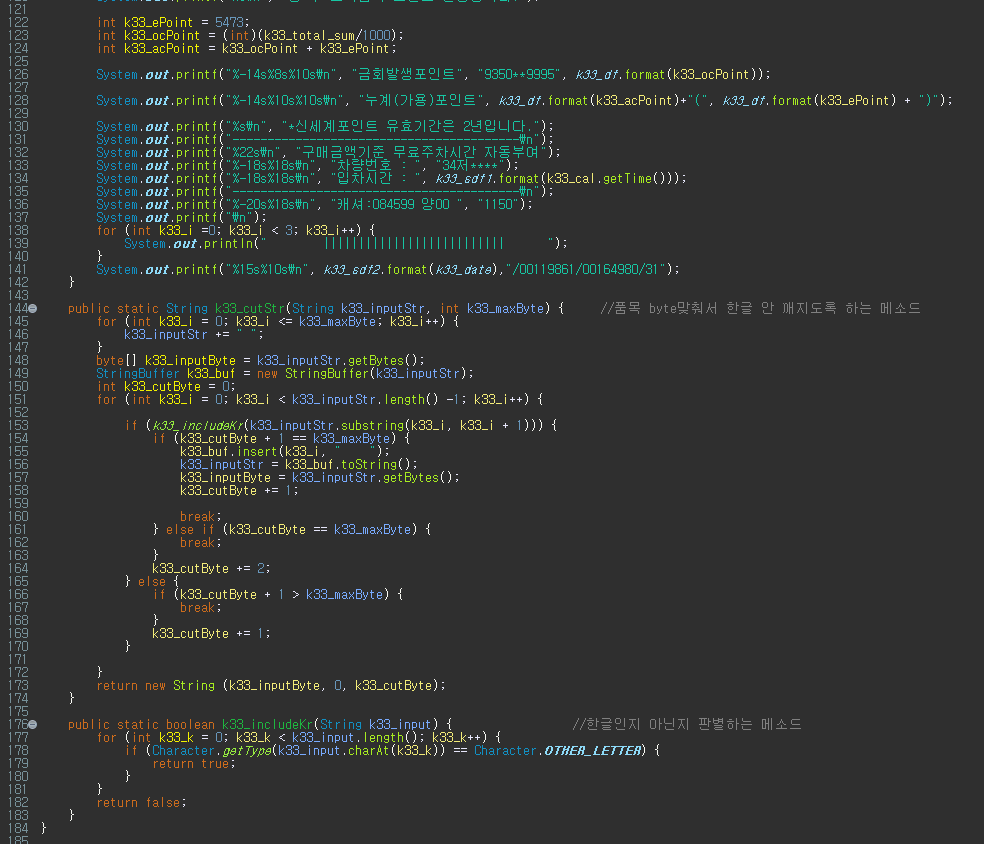 121
122 int k33_ePoint = 5473;
123 int k33_ocPoint = (int)(k33_total_sum/1000);
124 int k33_acPoint = k33_ocPoint + k33_ePoint;
125
126 System.out.printf("%-14s%8s%10s₩n", "금회발생포인트", "9350**9995", k33_df.format(k33_ocPoint));
127
128 System.out.printf("%-14s%10s%10s₩n", "누계(가용)포인트", k33_df.format(k33_acPoint)+"(", k33_df.format(k33_ePoint) + ")");
129
130 System.out.printf("%s₩n", "*신세계포인트 유효기간은 2년입니다.");
131 System.out.printf("-----------------------------------------₩n");
132 System.out.printf("%22s₩n", "구매금액기준 무료주차시간 자동부여");
133 System.out.printf("%-18s%18s₩n", "차량번호 : ", "34저****");
134 System.out.printf("%-18s%18s₩n", "입차시간 : ", k33_sdf1.format(k33_cal.getTime()));
135 System.out.printf("-----------------------------------------₩n");
136 System.out.printf("%-20s%18s₩n", "캐셔:084599 양00 ", "1150");
137 System.out.printf("₩n");
138 for (int k33_i =0; k33_i < 3; k33_i++) {
139 System.out.println("        ||||||||||||||||||||||||||      ");
140 }
141 System.out.printf("%15s%10s₩n", k33_sdf2.format(k33_date),"/00119861/00164980/31");
142 }
143
144 public static String k33_cutStr(String k33_inputStr, int k33_maxByte) { //품목 byte맞춰서 한글 안 깨지도록 하는 메소드
145 for (int k33_i = 0; k33_i <= k33_maxByte; k33_i++) {
146 k33_inputStr += " ";
147 }
148 byte[] k33_inputByte = k33_inputStr.getBytes();
149 StringBuffer k33_buf = new StringBuffer(k33_inputStr);
150 int k33_cutByte = 0;
151 for (int k33_i = 0; k33_i < k33_inputStr.length() -1; k33_i++) {
152
153 if (k33_includeKr(k33_inputStr.substring(k33_i, k33_i + 1))) {
154 if (k33_cutByte + 1 == k33_maxByte) {
155 k33_buf.insert(k33_i, "    ");
156 k33_inputStr = k33_buf.toString();
157 k33_inputByte = k33_inputStr.getBytes();
158 k33_cutByte += 1;
159
160 break;
161 } else if (k33_cutByte == k33_maxByte) {
162 break;
163 }
164 k33_cutByte += 2;
165 } else {
166 if (k33_cutByte + 1 > k33_maxByte) {
167 break;
168 }
169 k33_cutByte += 1;
170 }
171
172 }
173 return new String (k33_inputByte, 0, k33_cutByte);
174 }
175
176 public static boolean k33_includeKr(String k33_input) { //한글인지 아닌지 판별하는 메소드
177 for (int k33_k = 0; k33_k < k33_input.length(); k33_k++) {
178 if (Character.getType(k33_input.charAt(k33_k)) == Character.OTHER_LETTER) {
179 return true;
180 }
181 }
182 return false;
183 }
184 }
185